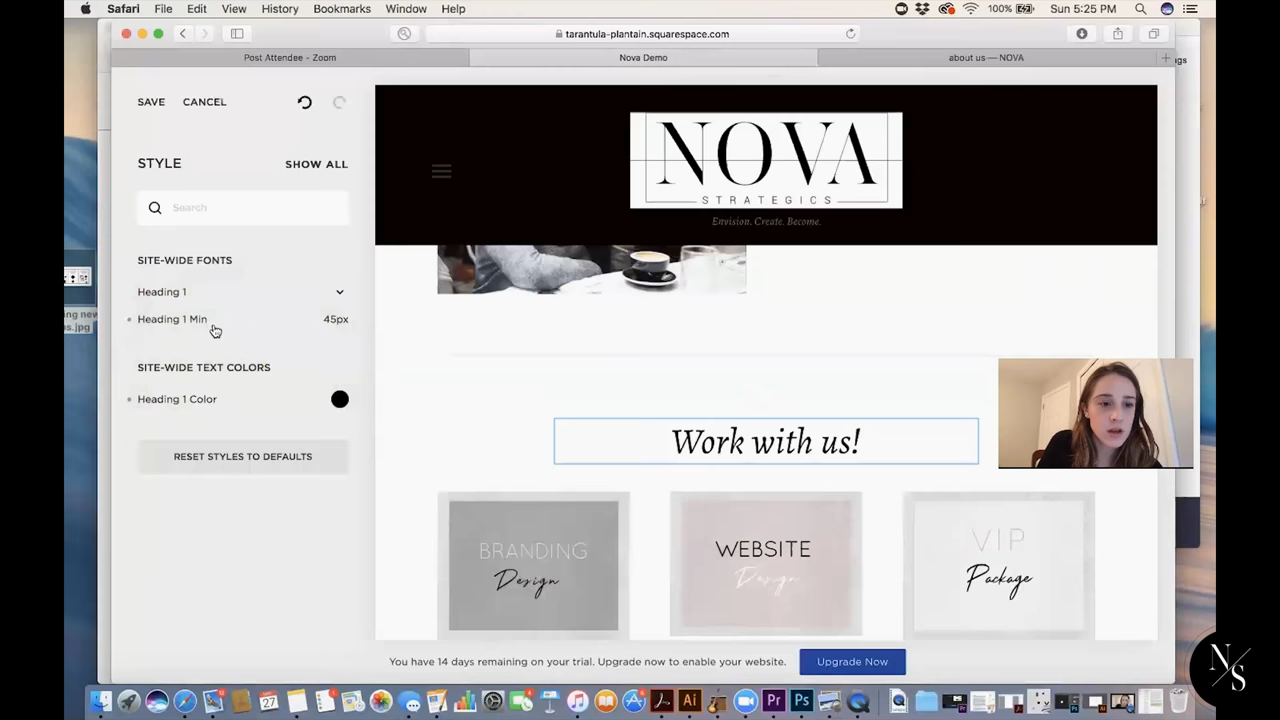 Safari File Edit View History Bookmarks Window Help 100% Sun 5:25 PM
tarantula-plantain.squarespace.com
Post Attendee - Zoom Nova Demo about us — NOVA
SAVE CANCEL
STYLE SHOW ALL
Search
SITE-WIDE FONTS
Heading 1
Heading 1 Min 45px
SITE-WIDE TEXT COLORS
Heading 1 Color
RESET STYLES TO DEFAULTS
NOVA
STRATEGICS
Envision. Create. Become.
Work with us!
BRANDING
Design
WEBSITE
Design
VIP
Package
You have 14 days remaining on your trial. Upgrade now to enable your website. Upgrade Now
N/S